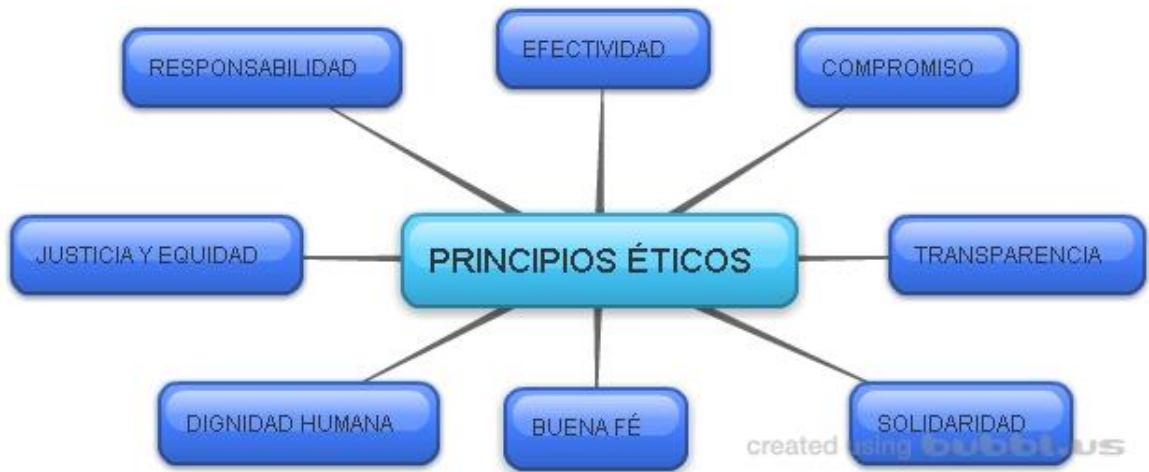 RESPONSABILIDAD
EFECTIVIDAD
COMPROMISO
JUSTICIA Y EQUIDAD
PRINCIPIOS ÉTICOS
TRANSPARENCIA
DIGNIDAD HUMANA
BUENA FÉ
SOLIDARIDAD
created using bubbl.us